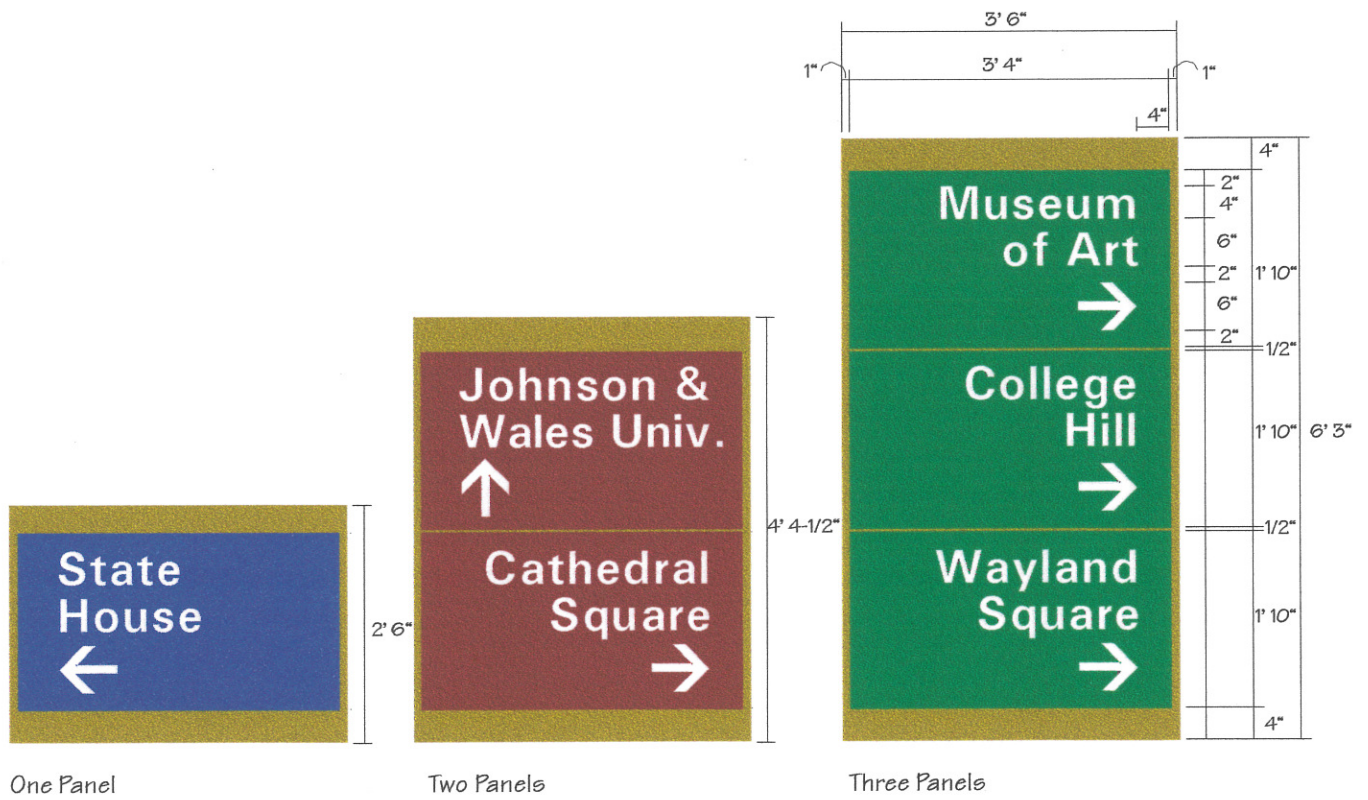 3' 6"
1"
3' 4"
1"
4"
4"
Museum
of Art
2"
4"
6"
2"
1' 10"
6"
2"
1/2"
Johnson &
Wales Univ.
College
Hill
1' 10"
6' 3"
4' 4-1/2"
1/2"
State
House
2' 6"
Cathedral
Square
Wayland
Square
1' 10"
4"
One Panel
Two Panels
Three Panels